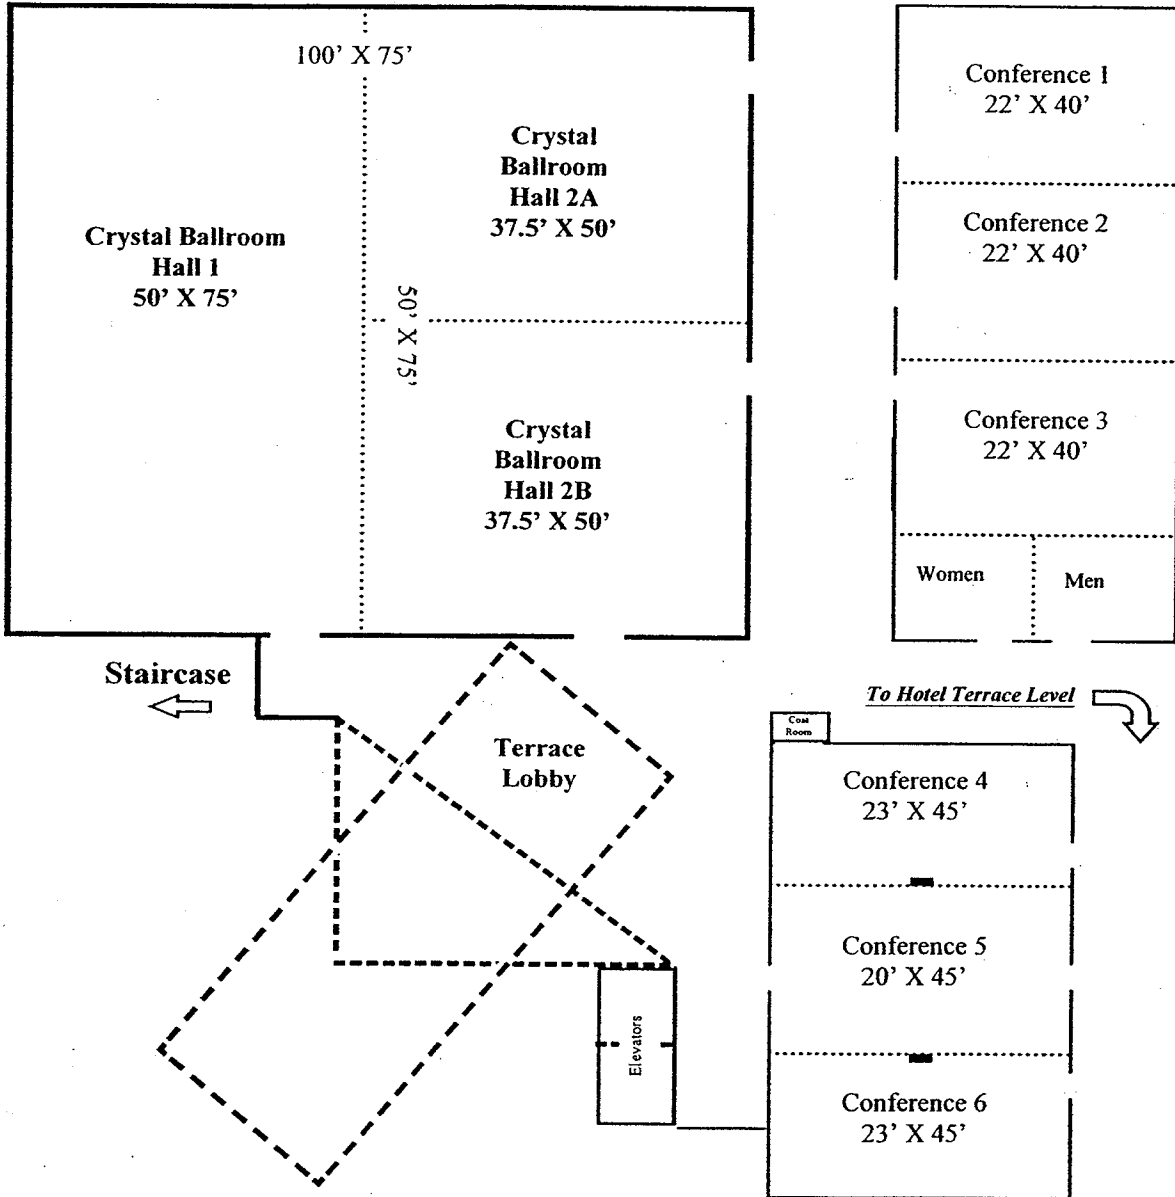 100' X 75'
Crystal Ballroom
Hall 1
50' X 75'
Crystal
Ballroom
Hall 2A
37.5' X 50'
50' X 75'
Crystal
Ballroom
Hall 2B
37.5' X 50'
Conference 1
22' X 40'
Conference 2
22' X 40'
Conference 3
22' X 40'
Women
Men
Staircase
To Hotel Terrace Level
Terrace
Lobby
Coat
Room
Conference 4
23' X 45'
Conference 5
20' X 45'
Elevators
Conference 6
23' X 45'